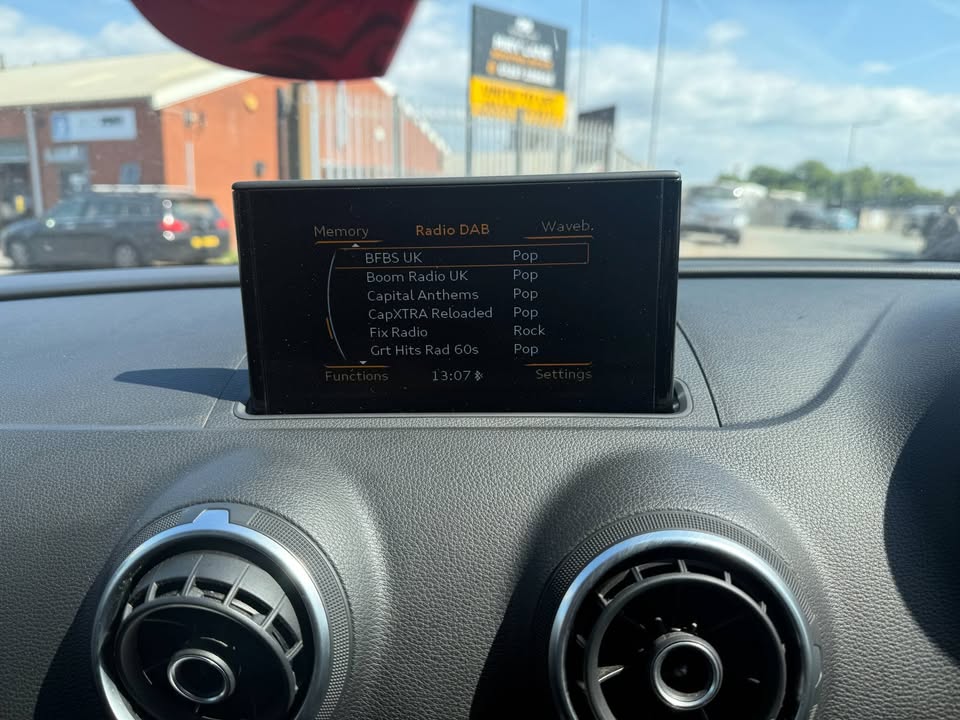 Memory Radio DAB Waveb.
BFBS UK Pop
Boom Radio UK Pop
Capital Anthems Pop
CapXTRA Reloaded Pop
Fix Radio Rock
Grt Hits Rad 60s Pop
Functions 13:07 Settings